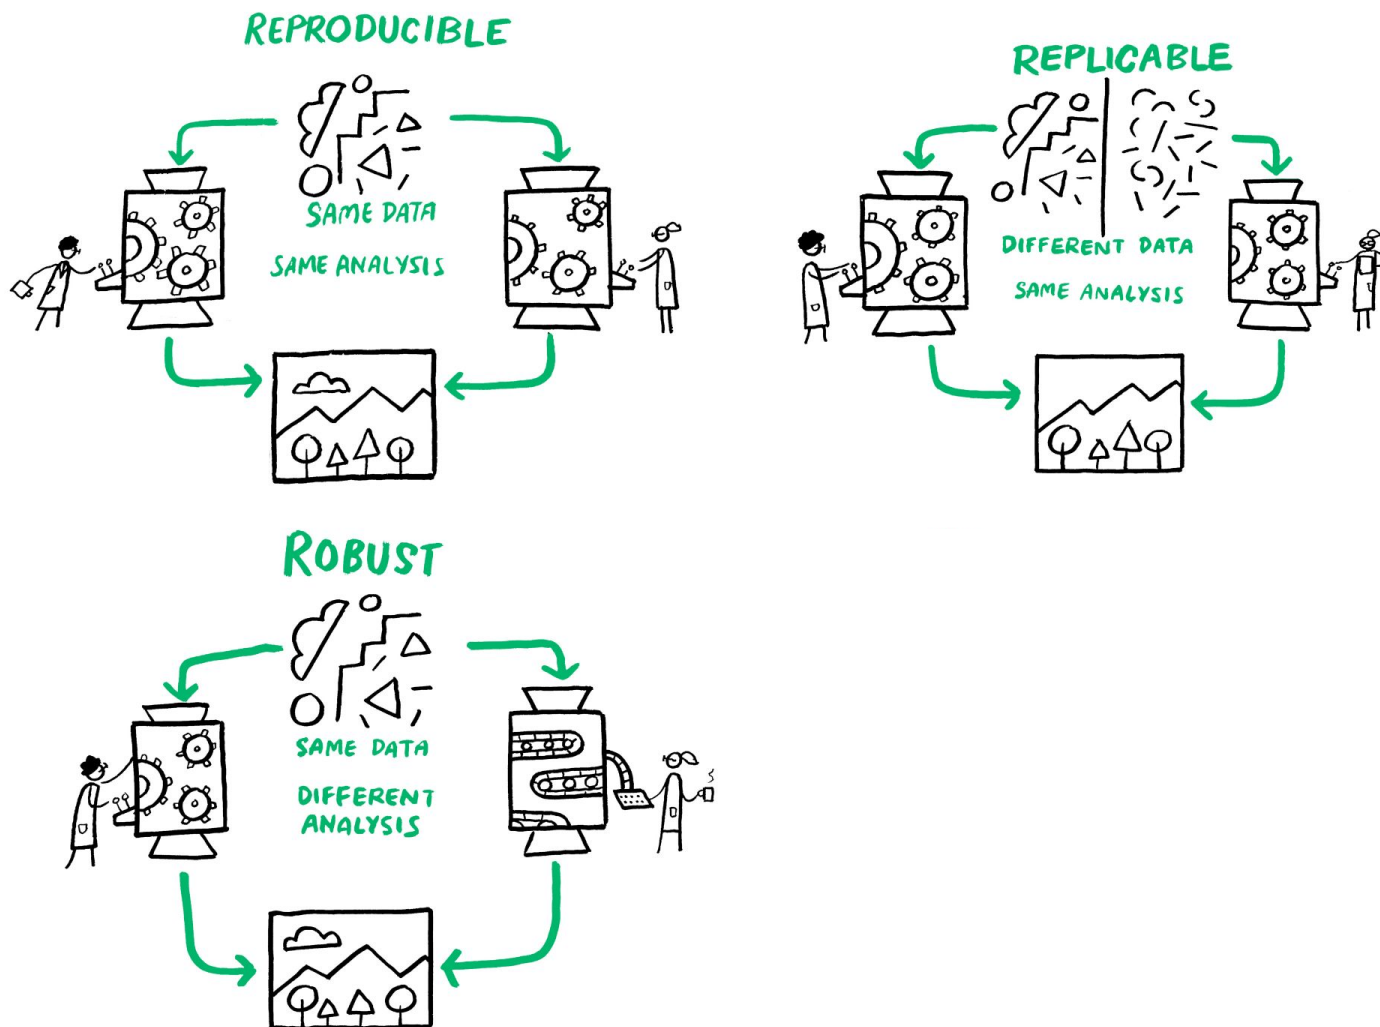 REPRODUCIBLE
SAME DATA
SAME ANALYSIS
REPLICABLE
DIFFERENT DATA
SAME ANALYSIS
ROBUST
SAME DATA
DIFFERENT
ANALYSIS